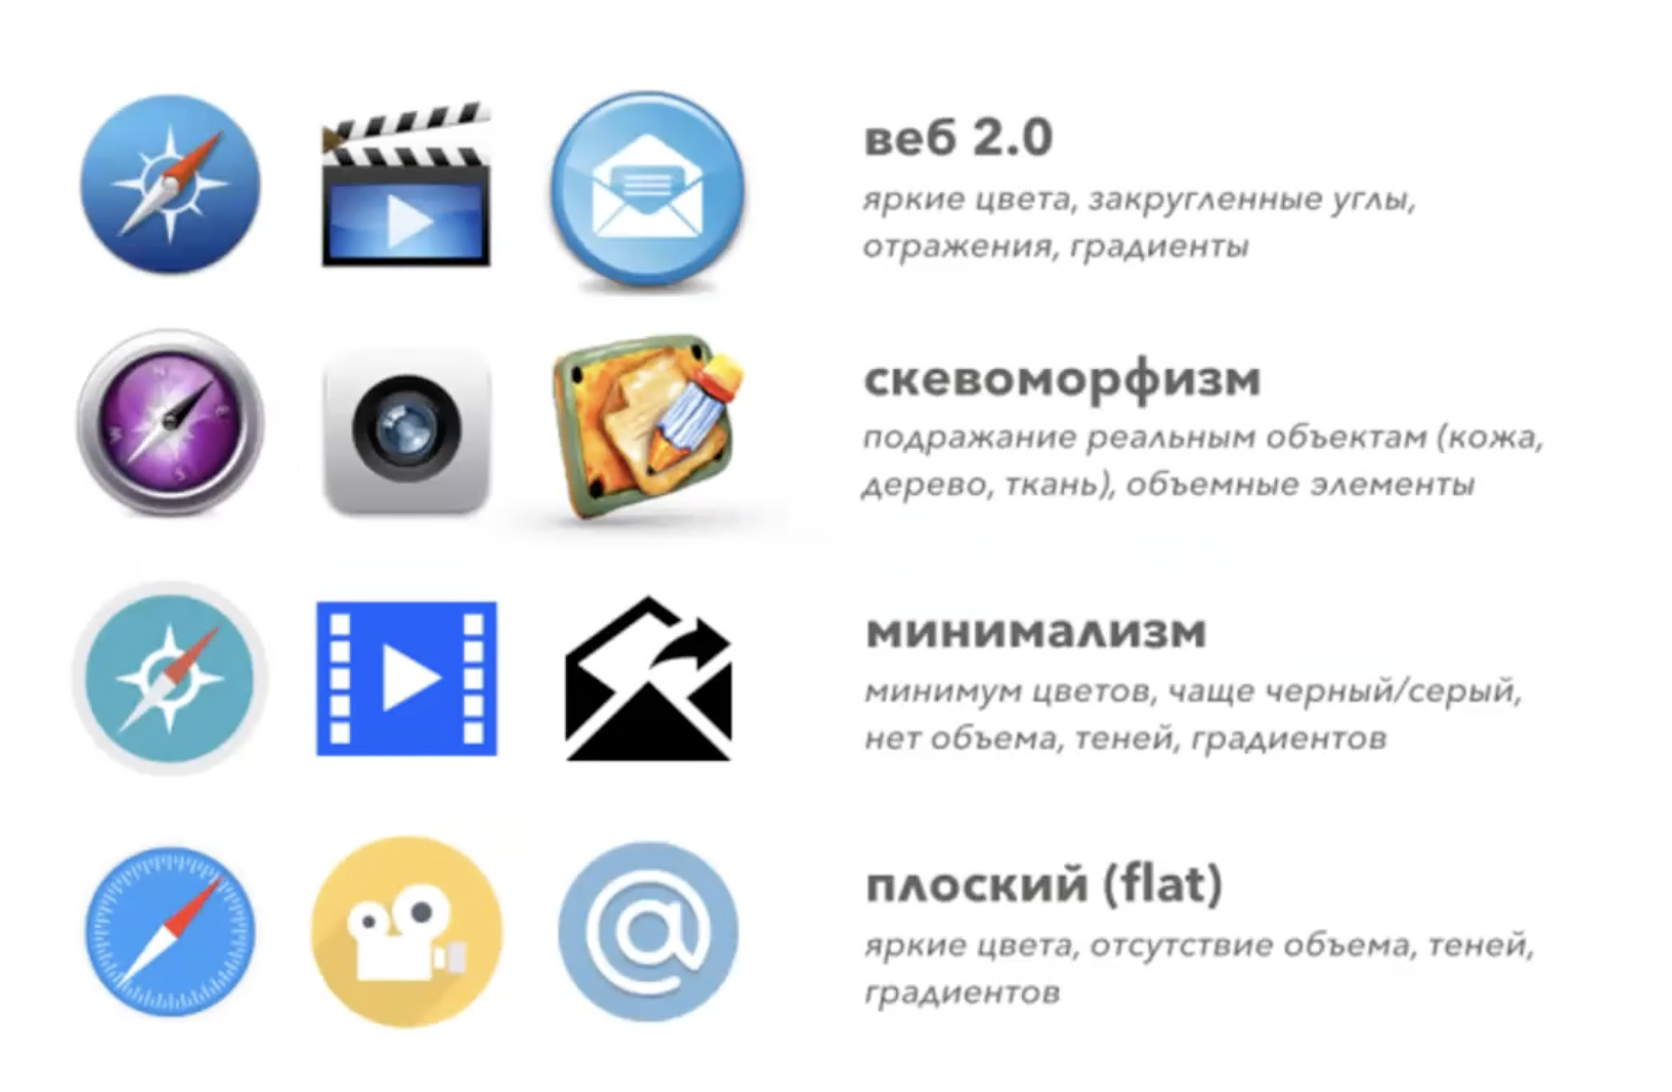 веб 2.0
яркие цвета, закругленные углы,
отражения, градиенты
скевоморфизм
подражание реальным объектам (кожа,
дерево, ткань), объемные элементы
минимализм
минимум цветов, чаще черный/серый,
нет объема, теней, градиентов
плоский (flat)
яркие цвета, отсутствие объема, теней,
градиентов